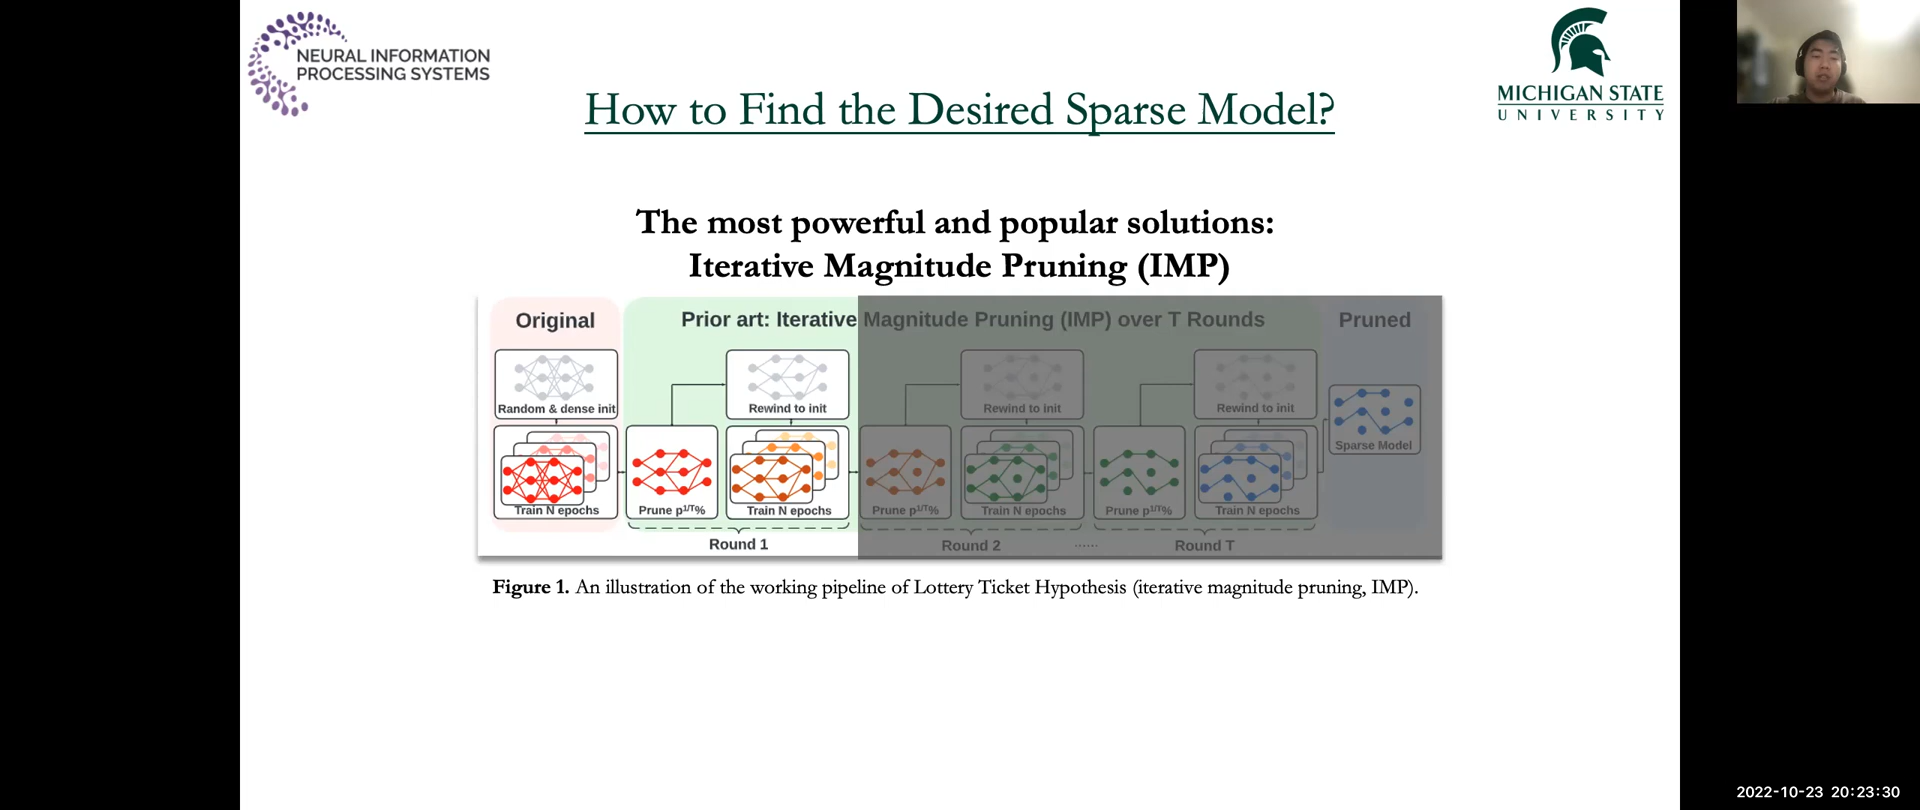 NEURAL INFORMATION
PROCESSING SYSTEMS
MICHIGAN STATE
UNIVERSITY
How to Find the Desired Sparse Model?
The most powerful and popular solutions:
Iterative Magnitude Pruning (IMP)
Original
Prior art: Iterative Magnitude Pruning (IMP) over T Rounds
Pruned
Random & dense init
Rewind to init
Rewind to init
Rewind to init
Sparse Model
Train N epochs
Prune p^1/T%
Train N epochs
Prune p^1/T%
Train N epochs
Prune p^1/T%
Train N epochs
Round 1
Round 2
......
Round T
Figure 1. An illustration of the working pipeline of Lottery Ticket Hypothesis (iterative magnitude pruning, IMP).
2022-10-23 20:23:30